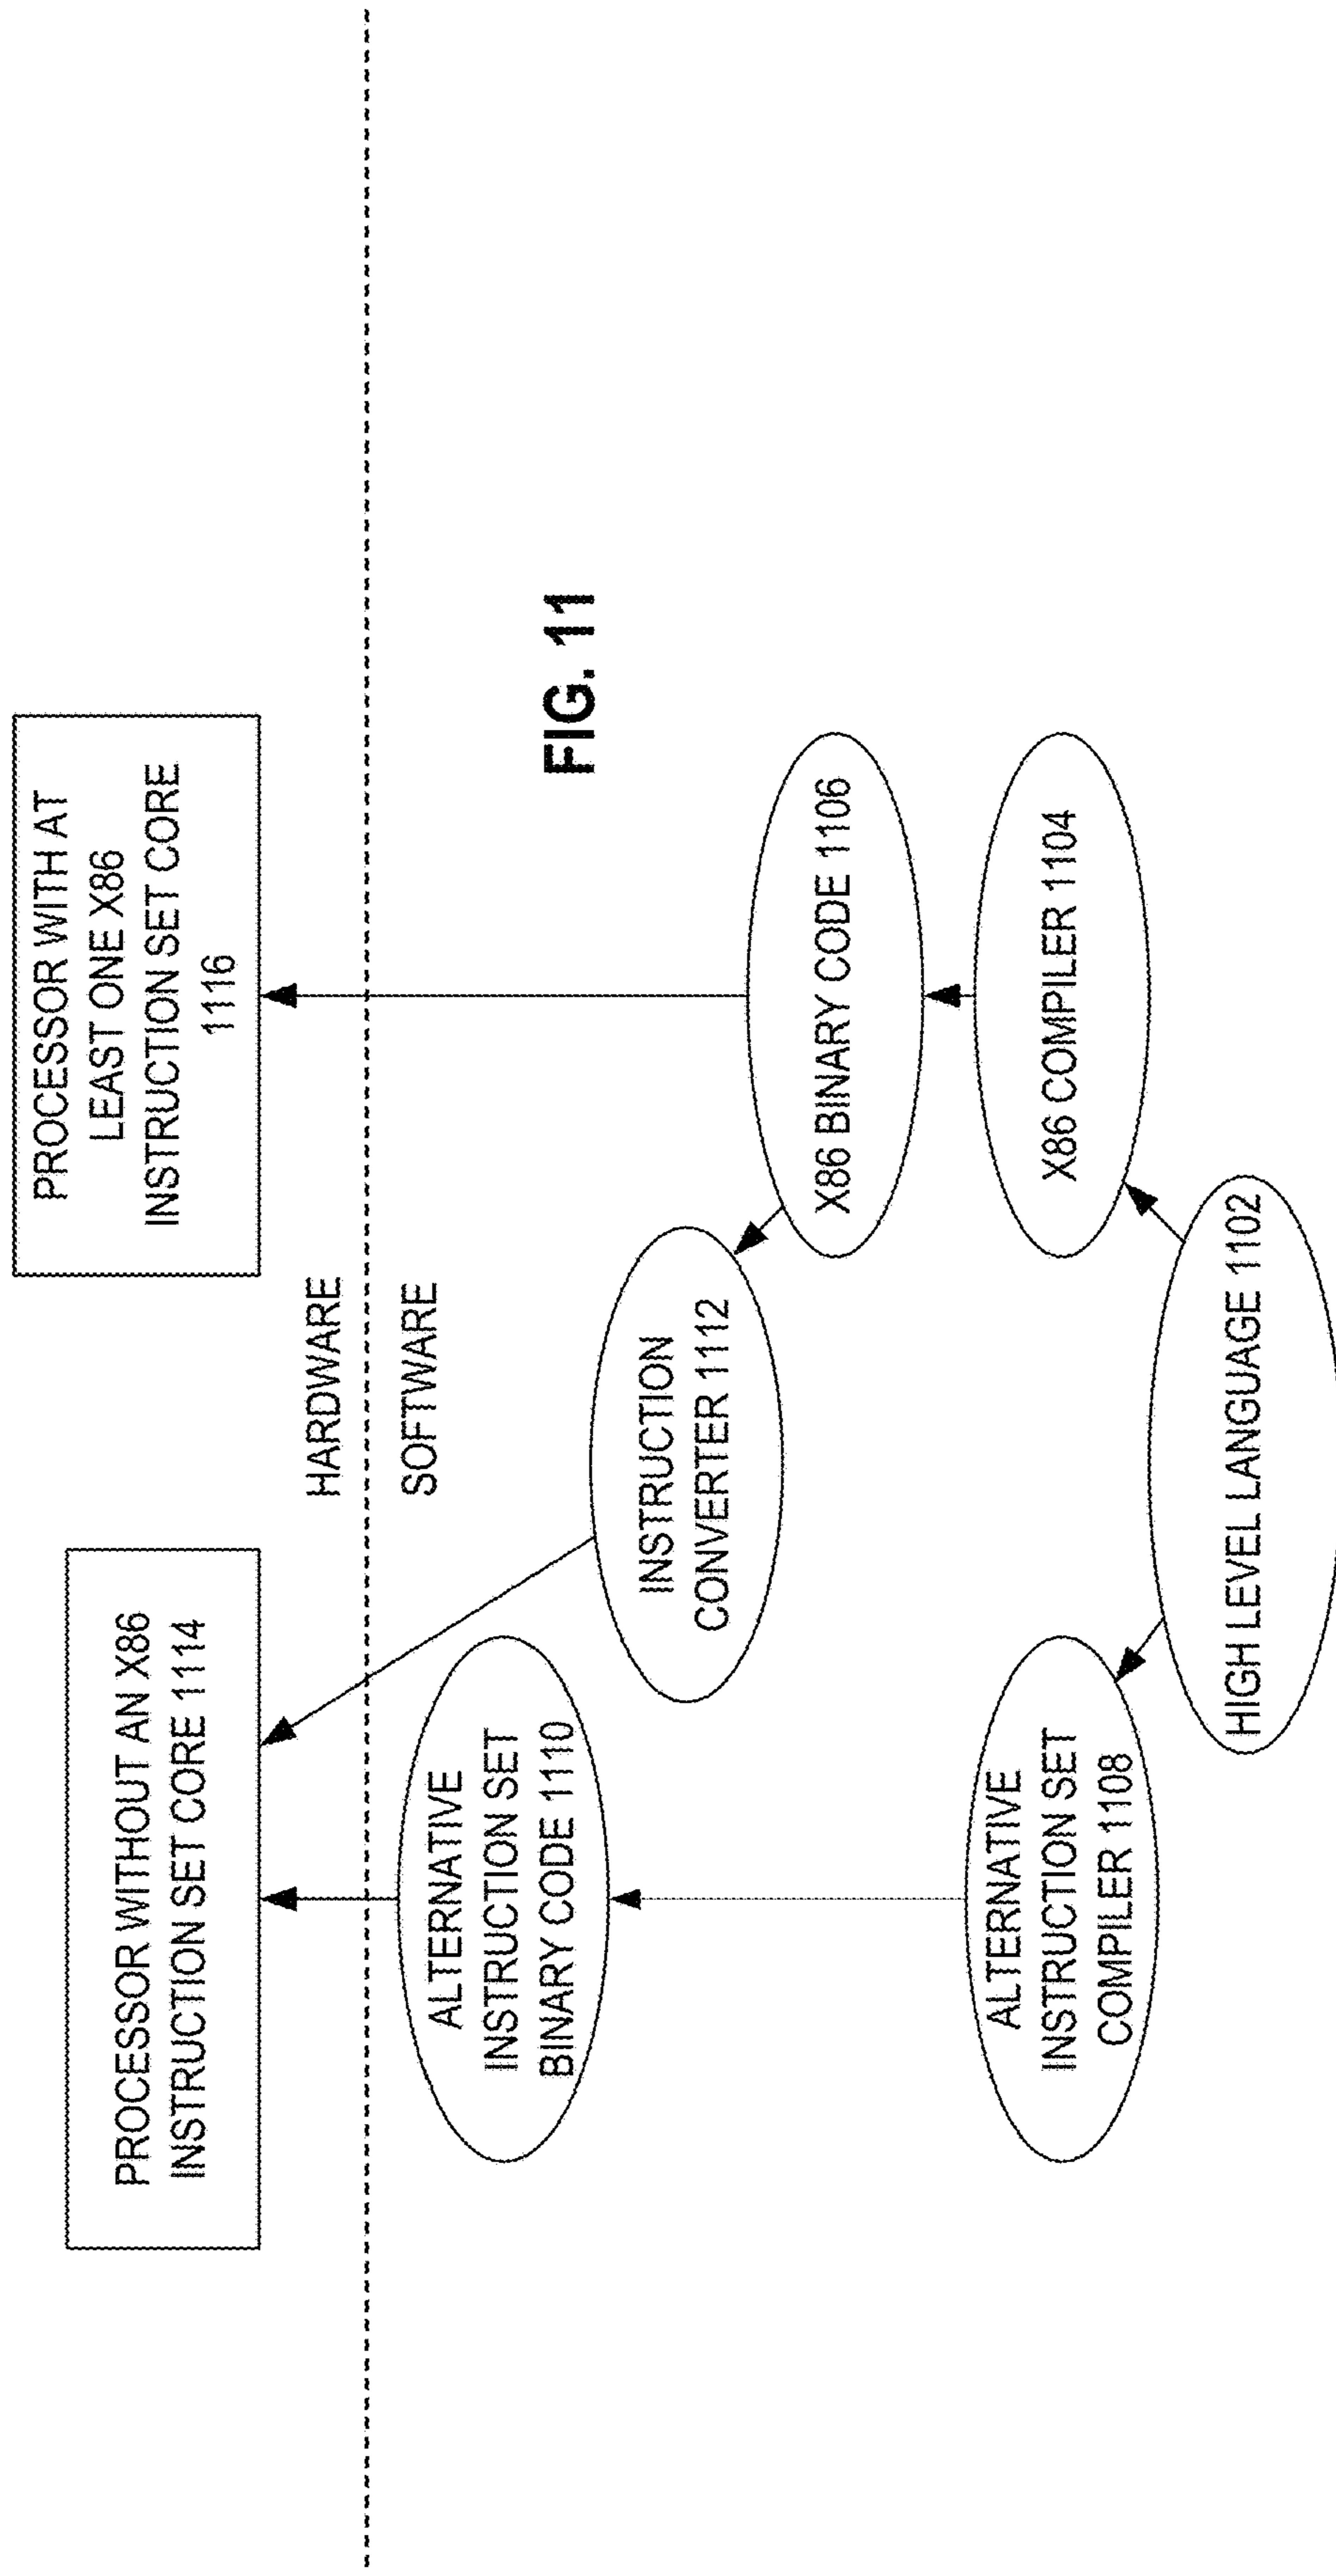 PROCESSOR WITHOUT AN X86
INSTRUCTION SET CORE 1114
PROCESSOR WITH AT
LEAST ONE X86
INSTRUCTION SET CORE
1116
HARDWARE
SOFTWARE
ALTERNATIVE
INSTRUCTION SET
BINARY CODE 1110
INSTRUCTION
CONVERTER 1112
FIG. 11
X86 BINARY CODE 1106
ALTERNATIVE
INSTRUCTION SET
COMPILER 1108
X86 COMPILER 1104
HIGH LEVEL LANGUAGE 1102